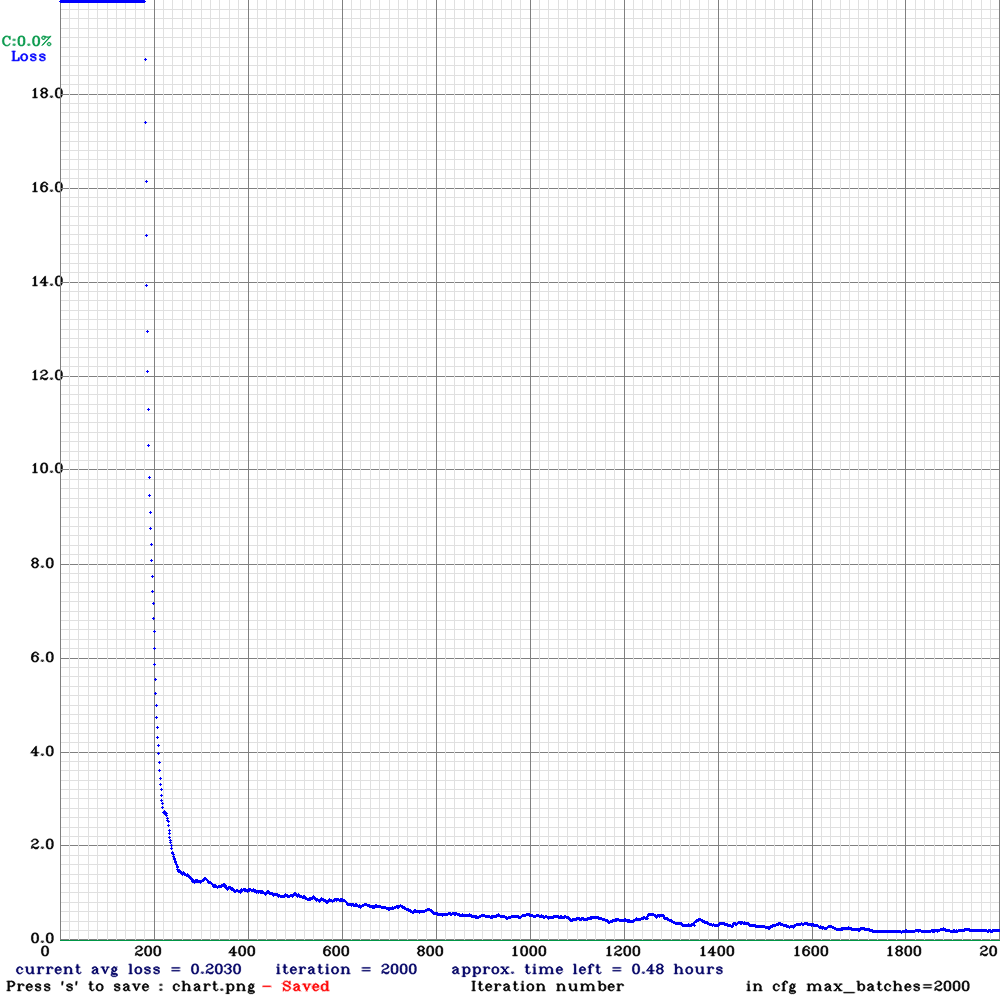 C:0.0%
Loss
18.0
16.0
14.0
12.0
10.0
8.0
6.0
4.0
2.0
0.0
0 200 400 600 800 1000 1200 1400 1600 1800 20
current avg loss = 0.2030 iteration = 2000 approx. time left = 0.48 hours
Press 's' to save : chart.png - Saved Iteration number in cfg max_batches=2000